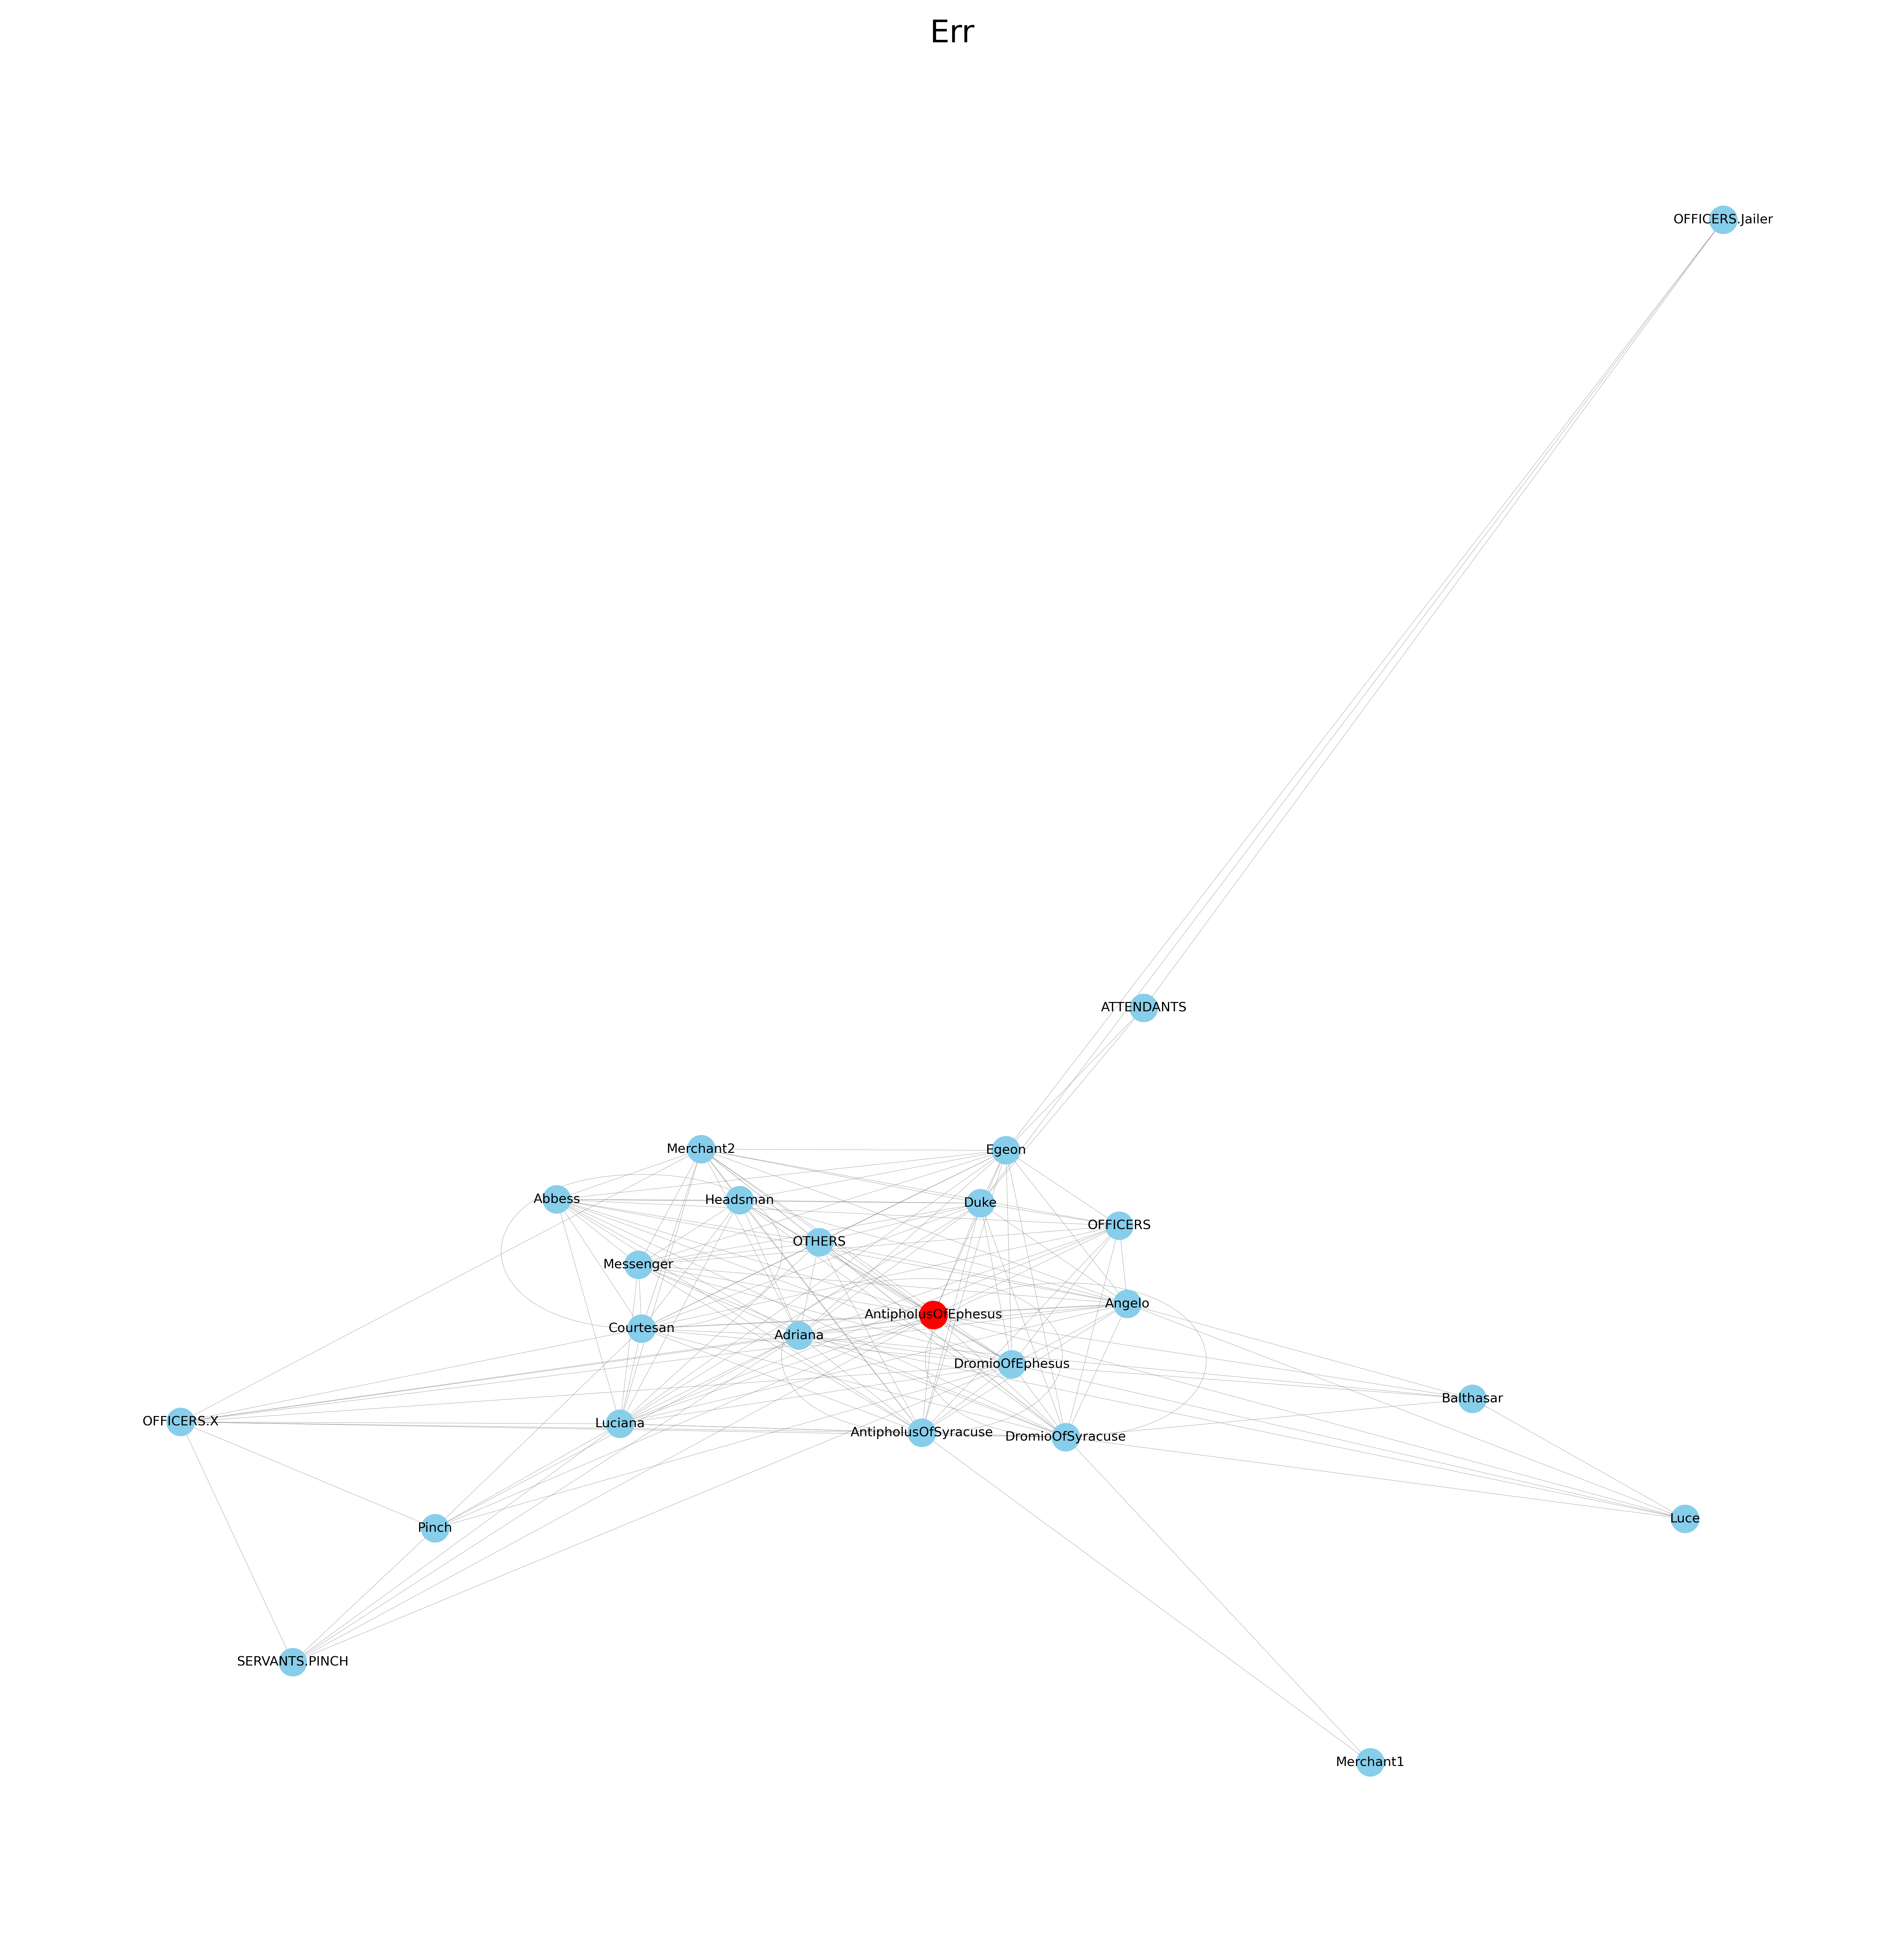 Err
OFFICERS.Jailer
ATTENDANTS
Merchant2
Egeon
Abbess
Headsman
Duke
OFFICERS
OTHERS
Messenger
Angelo
AntipholusOfEphesus
Courtesan
Adriana
DromioOfEphesus
Balthasar
OFFICERS.X
Luciana
AntipholusOfSyracuse
DromioOfSyracuse
Luce
Pinch
SERVANTS.PINCH
Merchant1